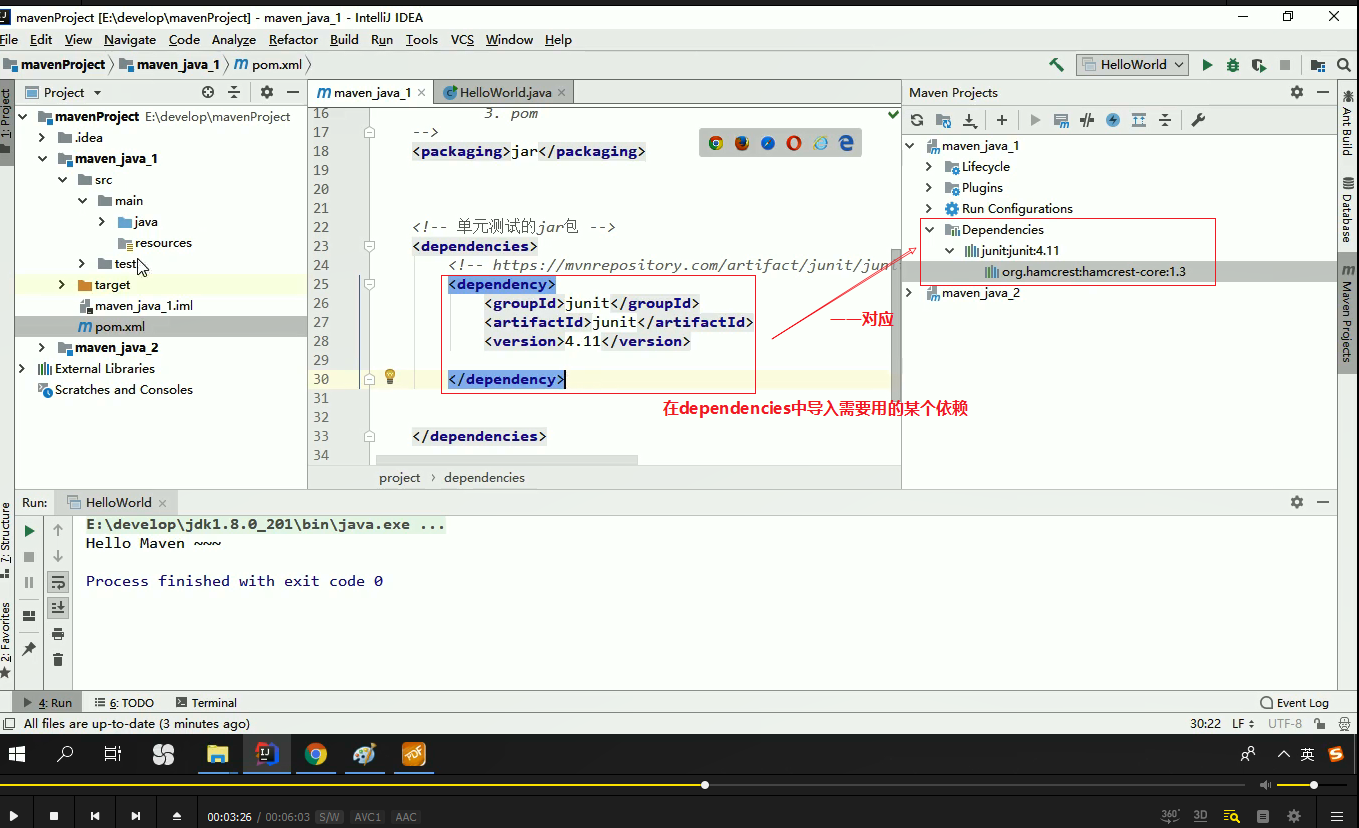 mavenProject [E:\develop\mavenProject] - maven_java_1 - IntelliJ IDEA
File Edit View Navigate Code Analyze Refactor Build Run Tools VCS Window Help
mavenProject maven_java_1 pom.xml
HelloWorld
1: Project
Project
mavenProject E:\develop\mavenProject
.idea
maven_java_1
src
main
java
resources
test
target
maven_java_1.iml
pom.xml
maven_java_2
External Libraries
Scratches and Consoles
maven_java_1
HelloWorld.java
16 3. pom
17 -->
18 <packaging>jar</packaging>
19
20
21
22 <!-- 单元测试的jar包 -->
23 <dependencies>
24 <!-- https://mvnrepository.com/artifact/junit/jun
25 <dependency>
26 <groupId>junit</groupId>
27 <artifactId>junit</artifactId>
28 <version>4.11</version>
29
30 </dependency>
31
32
33 </dependencies>
34
一一对应
在dependencies中导入需要用的某个依赖
project › dependencies
Maven Projects
maven_java_1
Lifecycle
Plugins
Run Configurations
Dependencies
junit:junit:4.11
org.hamcrest:hamcrest-core:1.3
maven_java_2
Ant Build
Database
Maven Projects
Run: HelloWorld
E:\develop\jdk1.8.0_201\bin\java.exe ...
Hello Maven ~~~
Process finished with exit code 0
7: Structure
2: Favorites
4: Run 6: TODO Terminal
Event Log
All files are up-to-date (3 minutes ago)
30:22 LF UTF-8
PDF
英
00:03:26 / 00:06:03 S/W AVC1 AAC
360° 3D